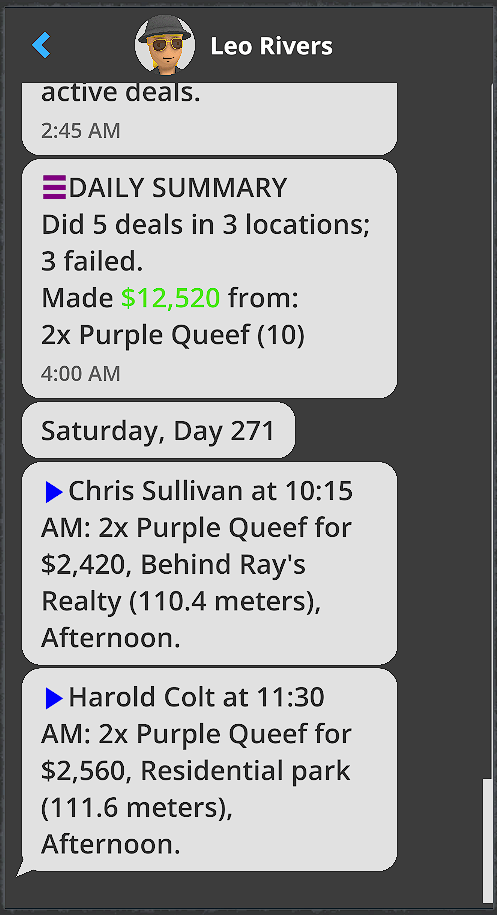 Leo Rivers
active deals.
2:45 AM
DAILY SUMMARY
Did 5 deals in 3 locations;
3 failed.
Made $12,520 from:
2x Purple Queef (10)
4:00 AM
Saturday, Day 271
Chris Sullivan at 10:15
AM: 2x Purple Queef for
$2,420, Behind Ray's
Realty (110.4 meters),
Afternoon.
Harold Colt at 11:30
AM: 2x Purple Queef for
$2,560, Residential park
(111.6 meters),
Afternoon.